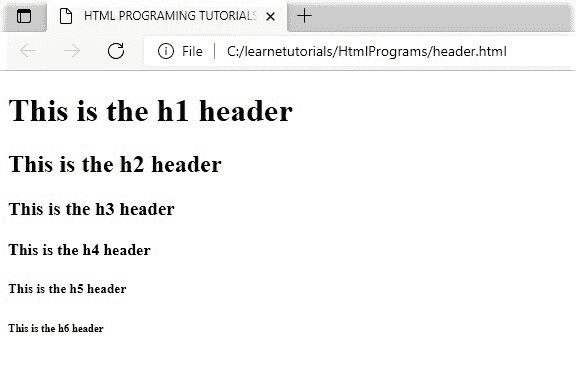 HTML PROGRAMING TUTORIALS
File | C:/learnetutorials/HtmlPrograms/header.html
This is the h1 header
This is the h2 header
This is the h3 header
This is the h4 header
This is the h5 header
This is the h6 header